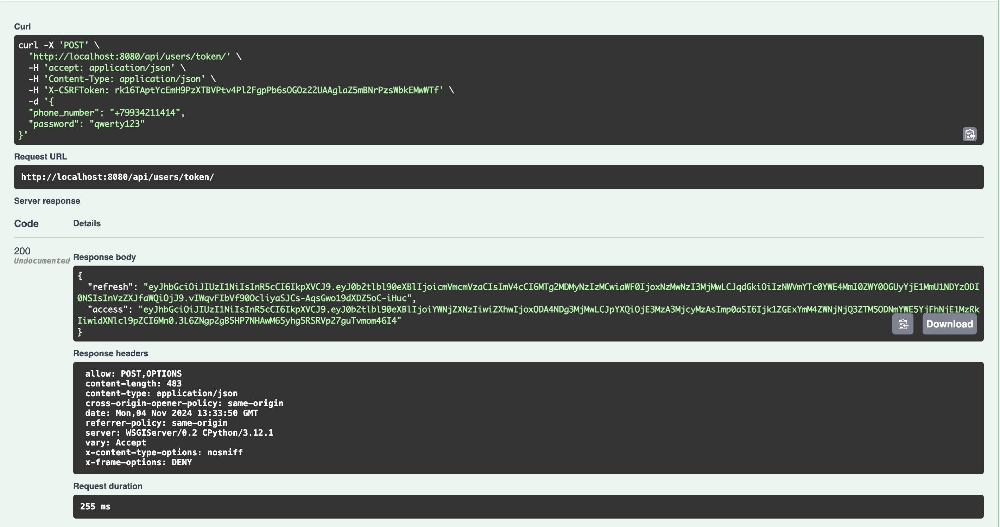 Curl
curl -X 'POST' \
'http://localhost:8080/api/users/token/' \
-H 'accept: application/json' \
-H 'Content-Type: application/json' \
-H 'X-CSRFToken: rk16TAptYcEmH9PzXTBVPtv4Pl2FgpPb6sOGOz22UAAglaZ5mBNrPzsWbkEMwWTf' \
-d '{
"phone_number": "+79934211414",
"password": "qwerty123"
}'
Request URL
http://localhost:8080/api/users/token/
Server response
Code Details
200
Undocumented
Response body
{
"refresh": "eyJhbGciOiJIUzI1NiIsInR5cCI6IkpXVCJ9.eyJ0b2tlbl90eXBlIjoicmVmcmVzaCIsImV4cCI6MTg2MDMyNzIzMCwiaWF0IjoxNzMwNzI3MjMwLCJqdGkiOiIzNWVmYTc0YWE4MmI0ZWY0OGUyYjE1MmU1NDYzODI
0NSIsInVzZXJfaWQiOjJ9.vIWqvFIbVf90OcliyaSJCs-AqsGwo19dXDZ5oC-iHuc",
"access": "eyJhbGciOiJIUzI1NiIsInR5cCI6IkpXVCJ9.eyJ0b2tlbl90eXBlIjoiYWNjZXNzIiwiZXhwIjoxODA4NDg3MjMwLCJpYXQiOjE3MzA3MjcyMzAsImp0aSI6Ijk1ZGExYmM4ZWNjNjQ3ZTM5ODNmYWE5YjFhNjE1MzRk
IiwidXNlcl9pZCI6Mn0.3L6ZNgp2gB5HP7NHAwM65yhg5RSRVp27guTvmom46I4"
}
Download
Response headers
allow: POST,OPTIONS
content-length: 483
content-type: application/json
cross-origin-opener-policy: same-origin
date: Mon,04 Nov 2024 13:33:50 GMT
referrer-policy: same-origin
server: WSGIServer/0.2 CPython/3.12.1
vary: Accept
x-content-type-options: nosniff
x-frame-options: DENY
Request duration
255 ms